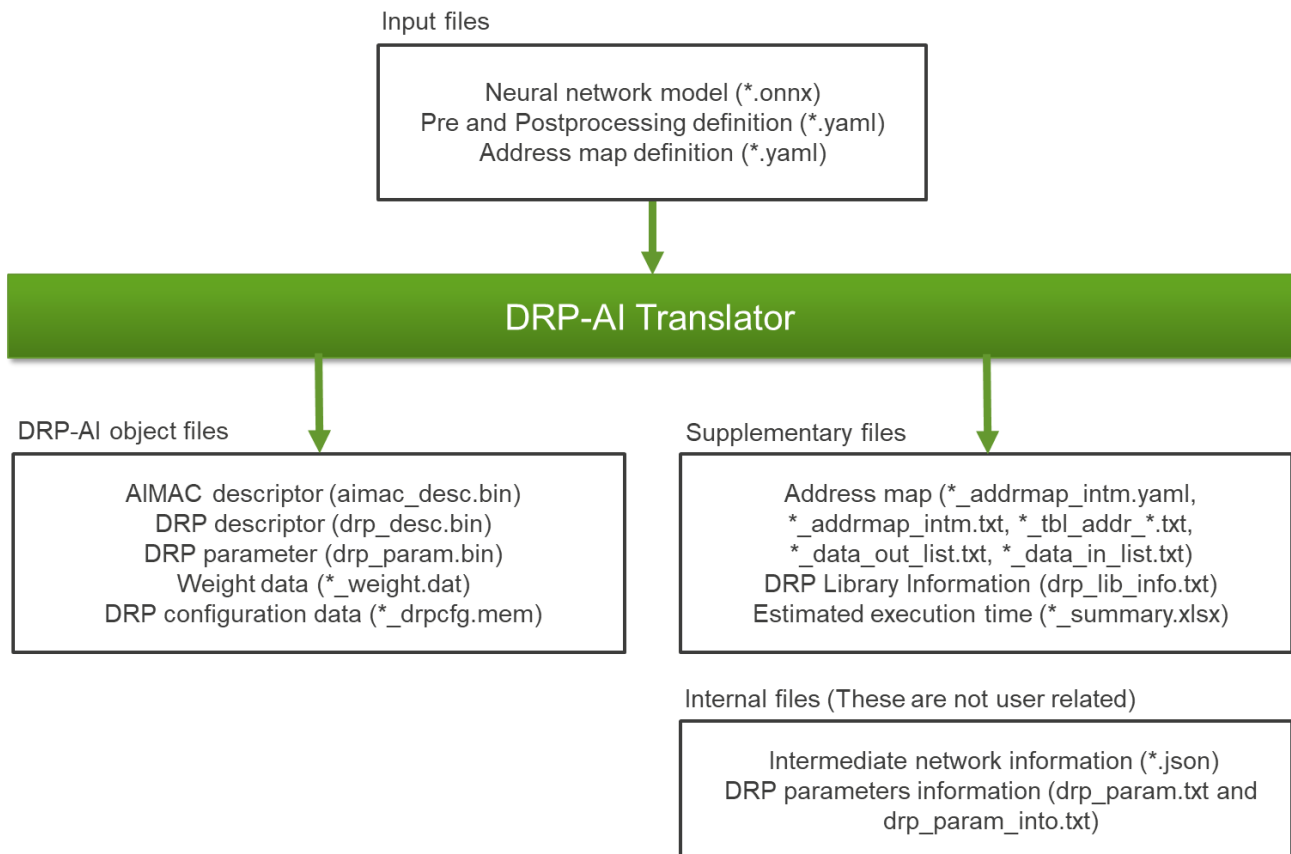 Input files
Neural network model (*.onnx)
Pre and Postprocessing definition (*.yaml)
Address map definition (*.yaml)
DRP-AI Translator
DRP-AI object files
AIMAC descriptor (aimac_desc.bin)
DRP descriptor (drp_desc.bin)
DRP parameter (drp_param.bin)
Weight data (*_weight.dat)
DRP configuration data (*_drpcfg.mem)
Supplementary files
Address map (*_addrmap_intm.yaml,
*_addrmap_intm.txt, *_tbl_addr_*.txt,
*_data_out_list.txt, *_data_in_list.txt)
DRP Library Information (drp_lib_info.txt)
Estimated execution time (*_summary.xlsx)
Internal files (These are not user related)
Intermediate network information (*.json)
DRP parameters information (drp_param.txt and
drp_param_into.txt)